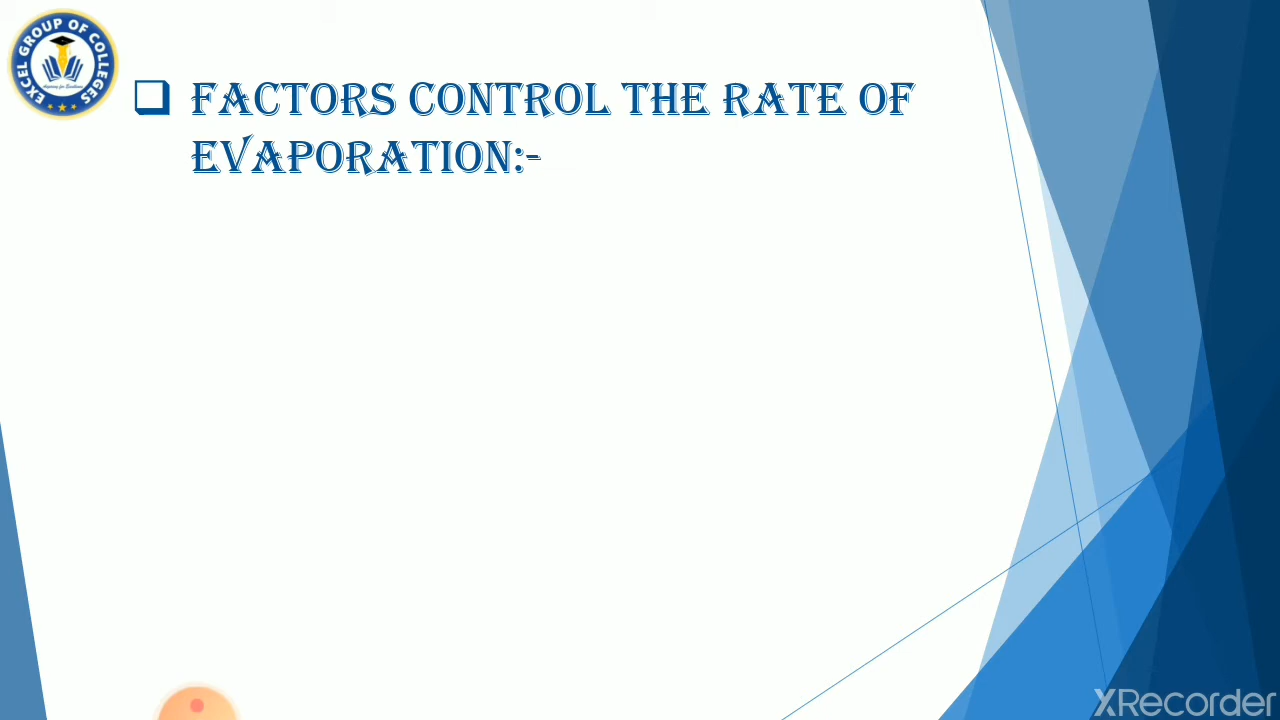 EXCEL GROUP OF COLLEGES
FACTORS CONTROL THE RATE OF
EVAPORATION:-
XRecorder